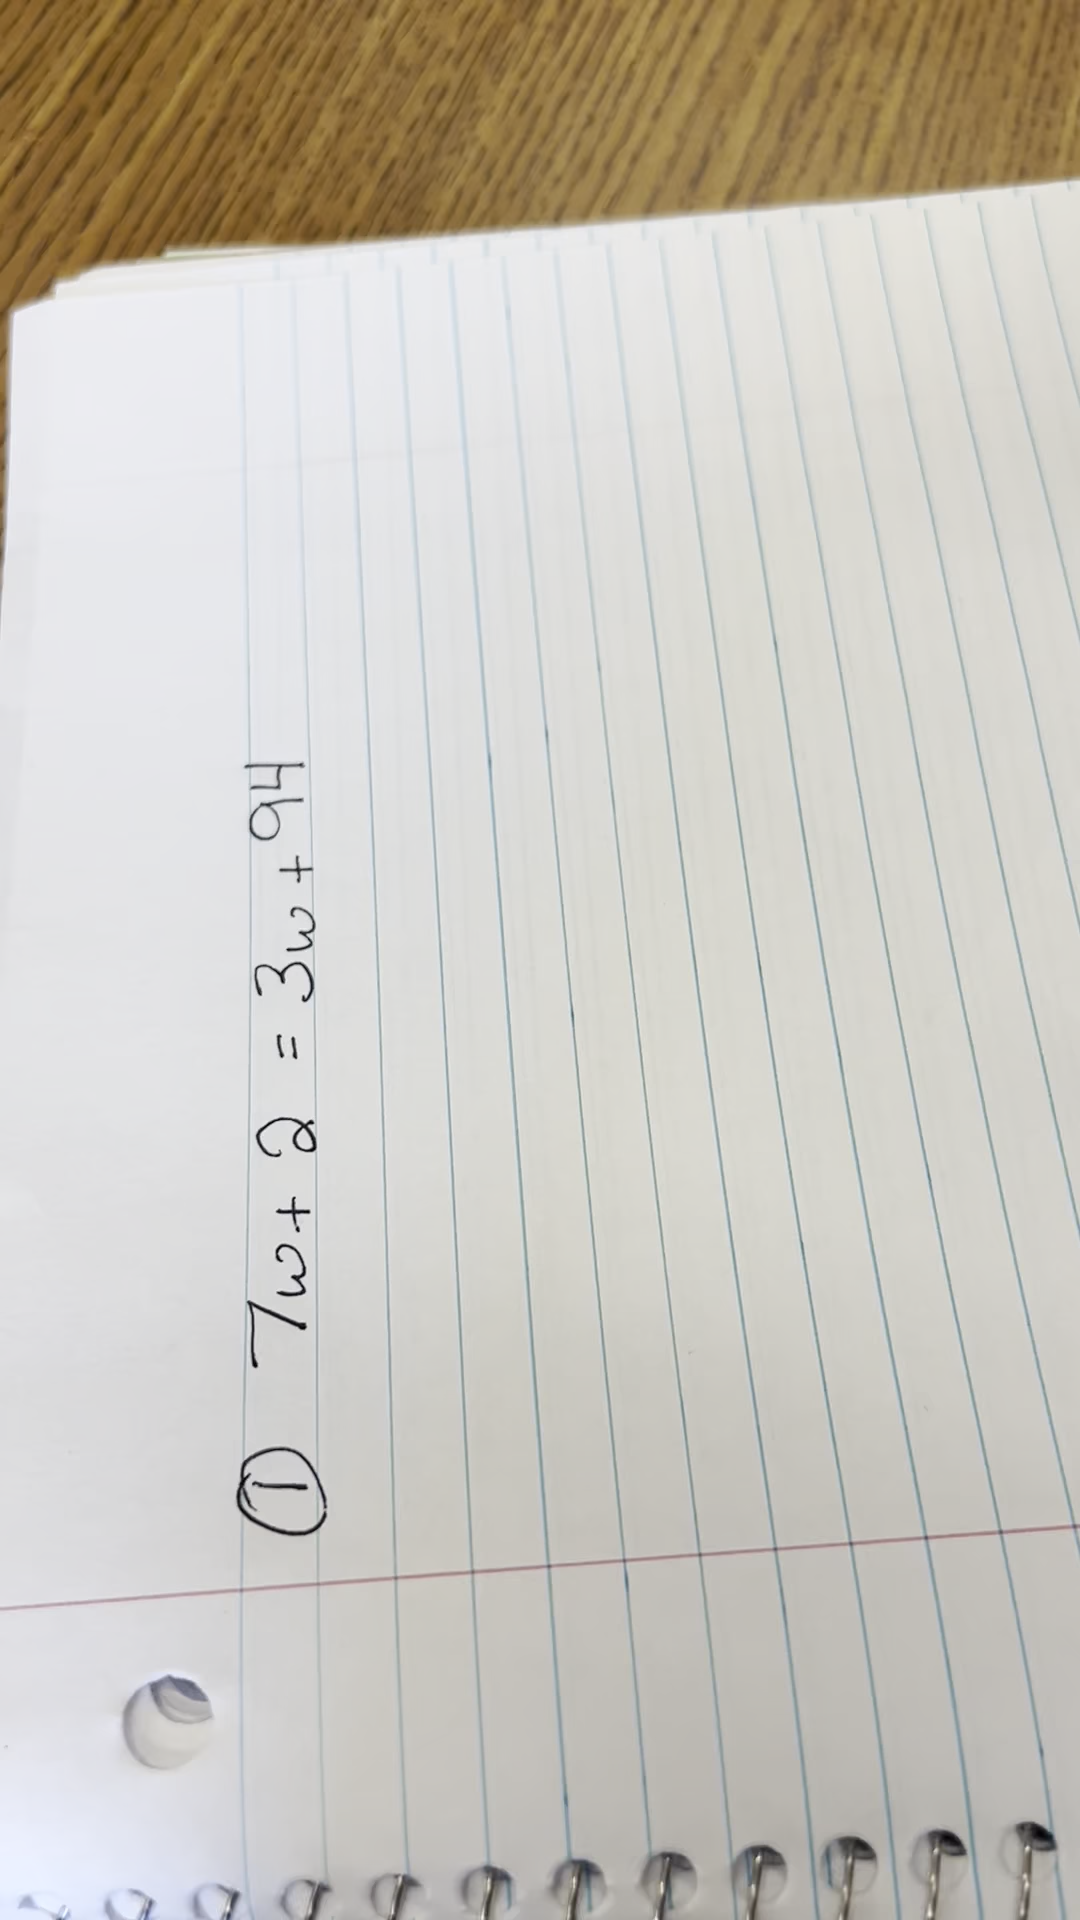 ① 7w + 2 = 3w + 94